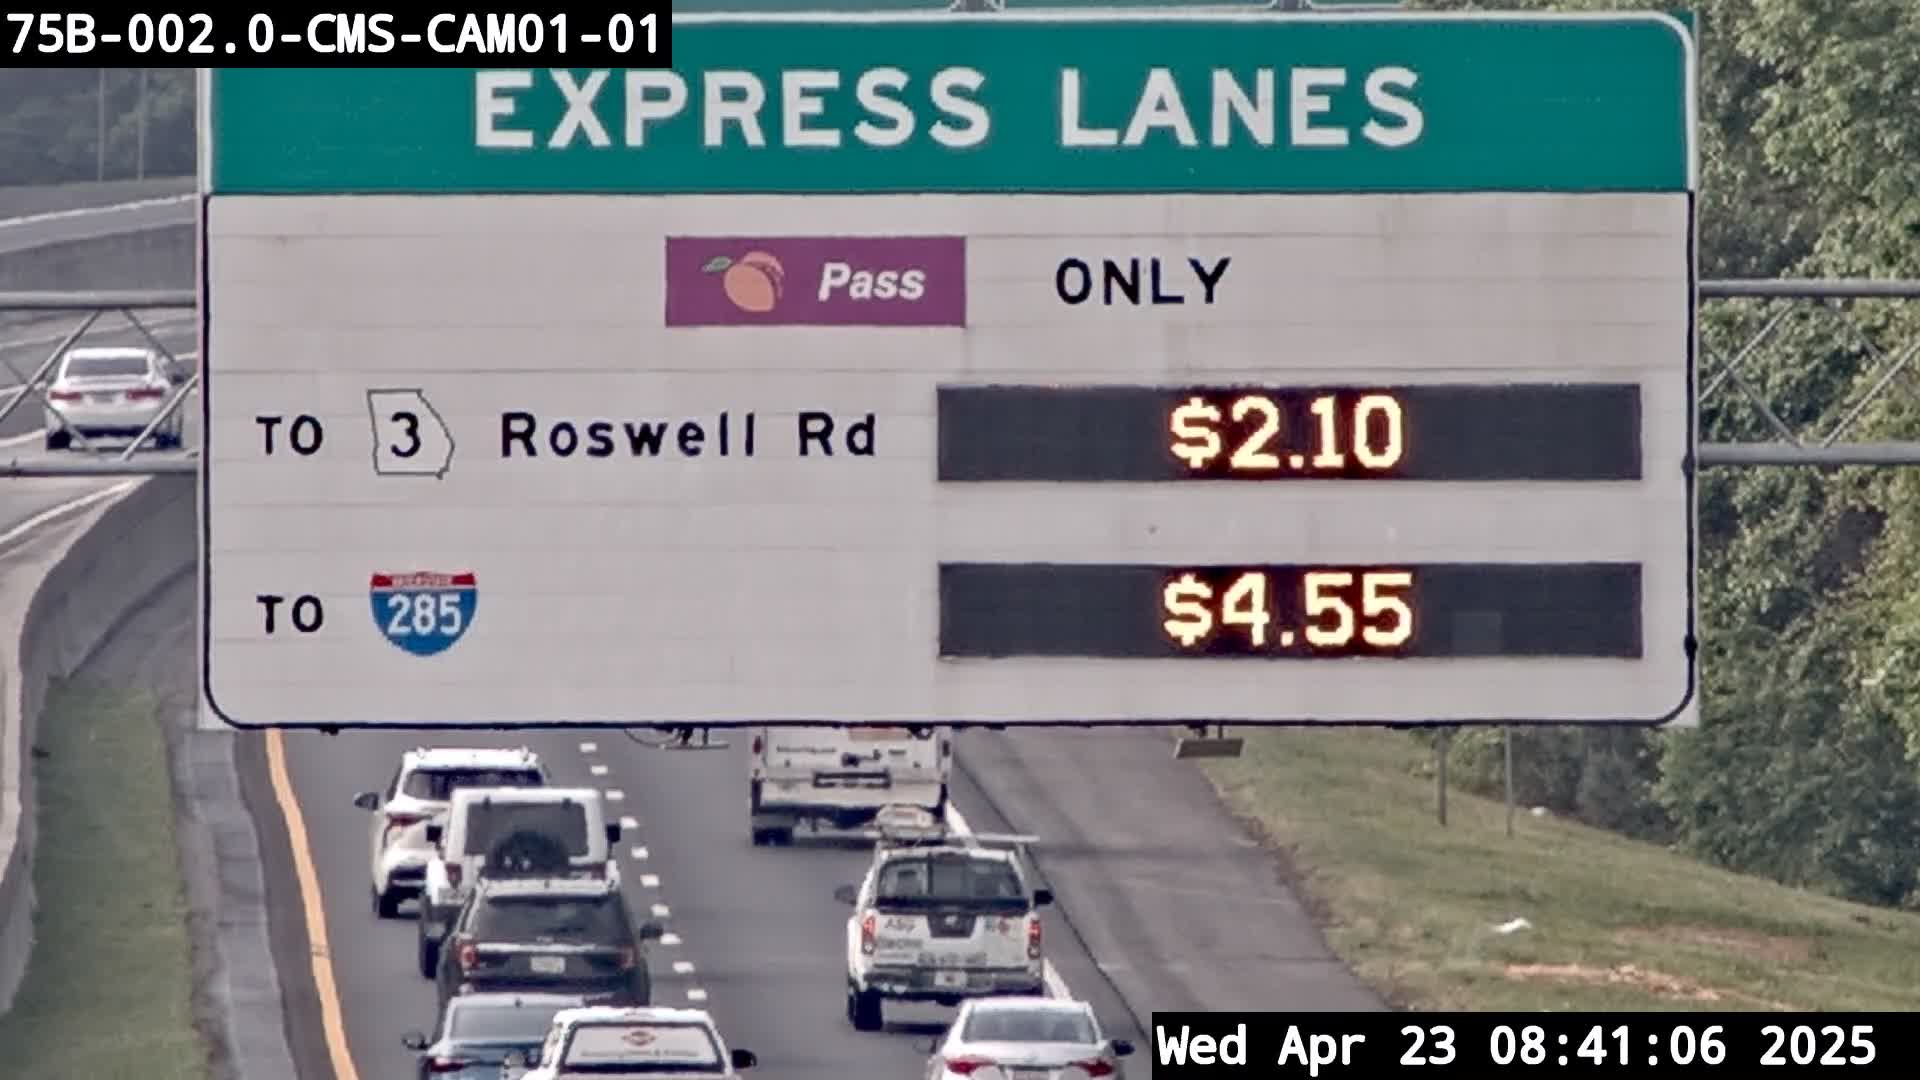 75B-002.0-CMS-CAM01-01
EXPRESS LANES
Pass ONLY
TO 3 Roswell Rd $2.10
TO 285 $4.55
Wed Apr 23 08:41:06 2025